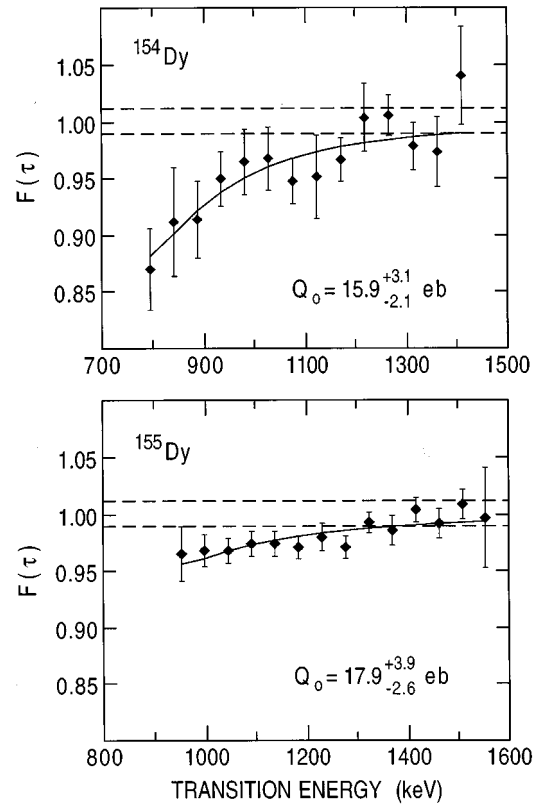 ¹⁵⁴Dy
1.05
1.00
0.95
0.90
0.85
F(τ)
Q₀ = 15.9 +3.1 -2.1 eb
700 900 1100 1300 1500
¹⁵⁵Dy
1.05
1.00
0.95
0.90
0.85
F(τ)
Q₀ = 17.9 +3.9 -2.6 eb
800 1000 1200 1400 1600
TRANSITION ENERGY (keV)